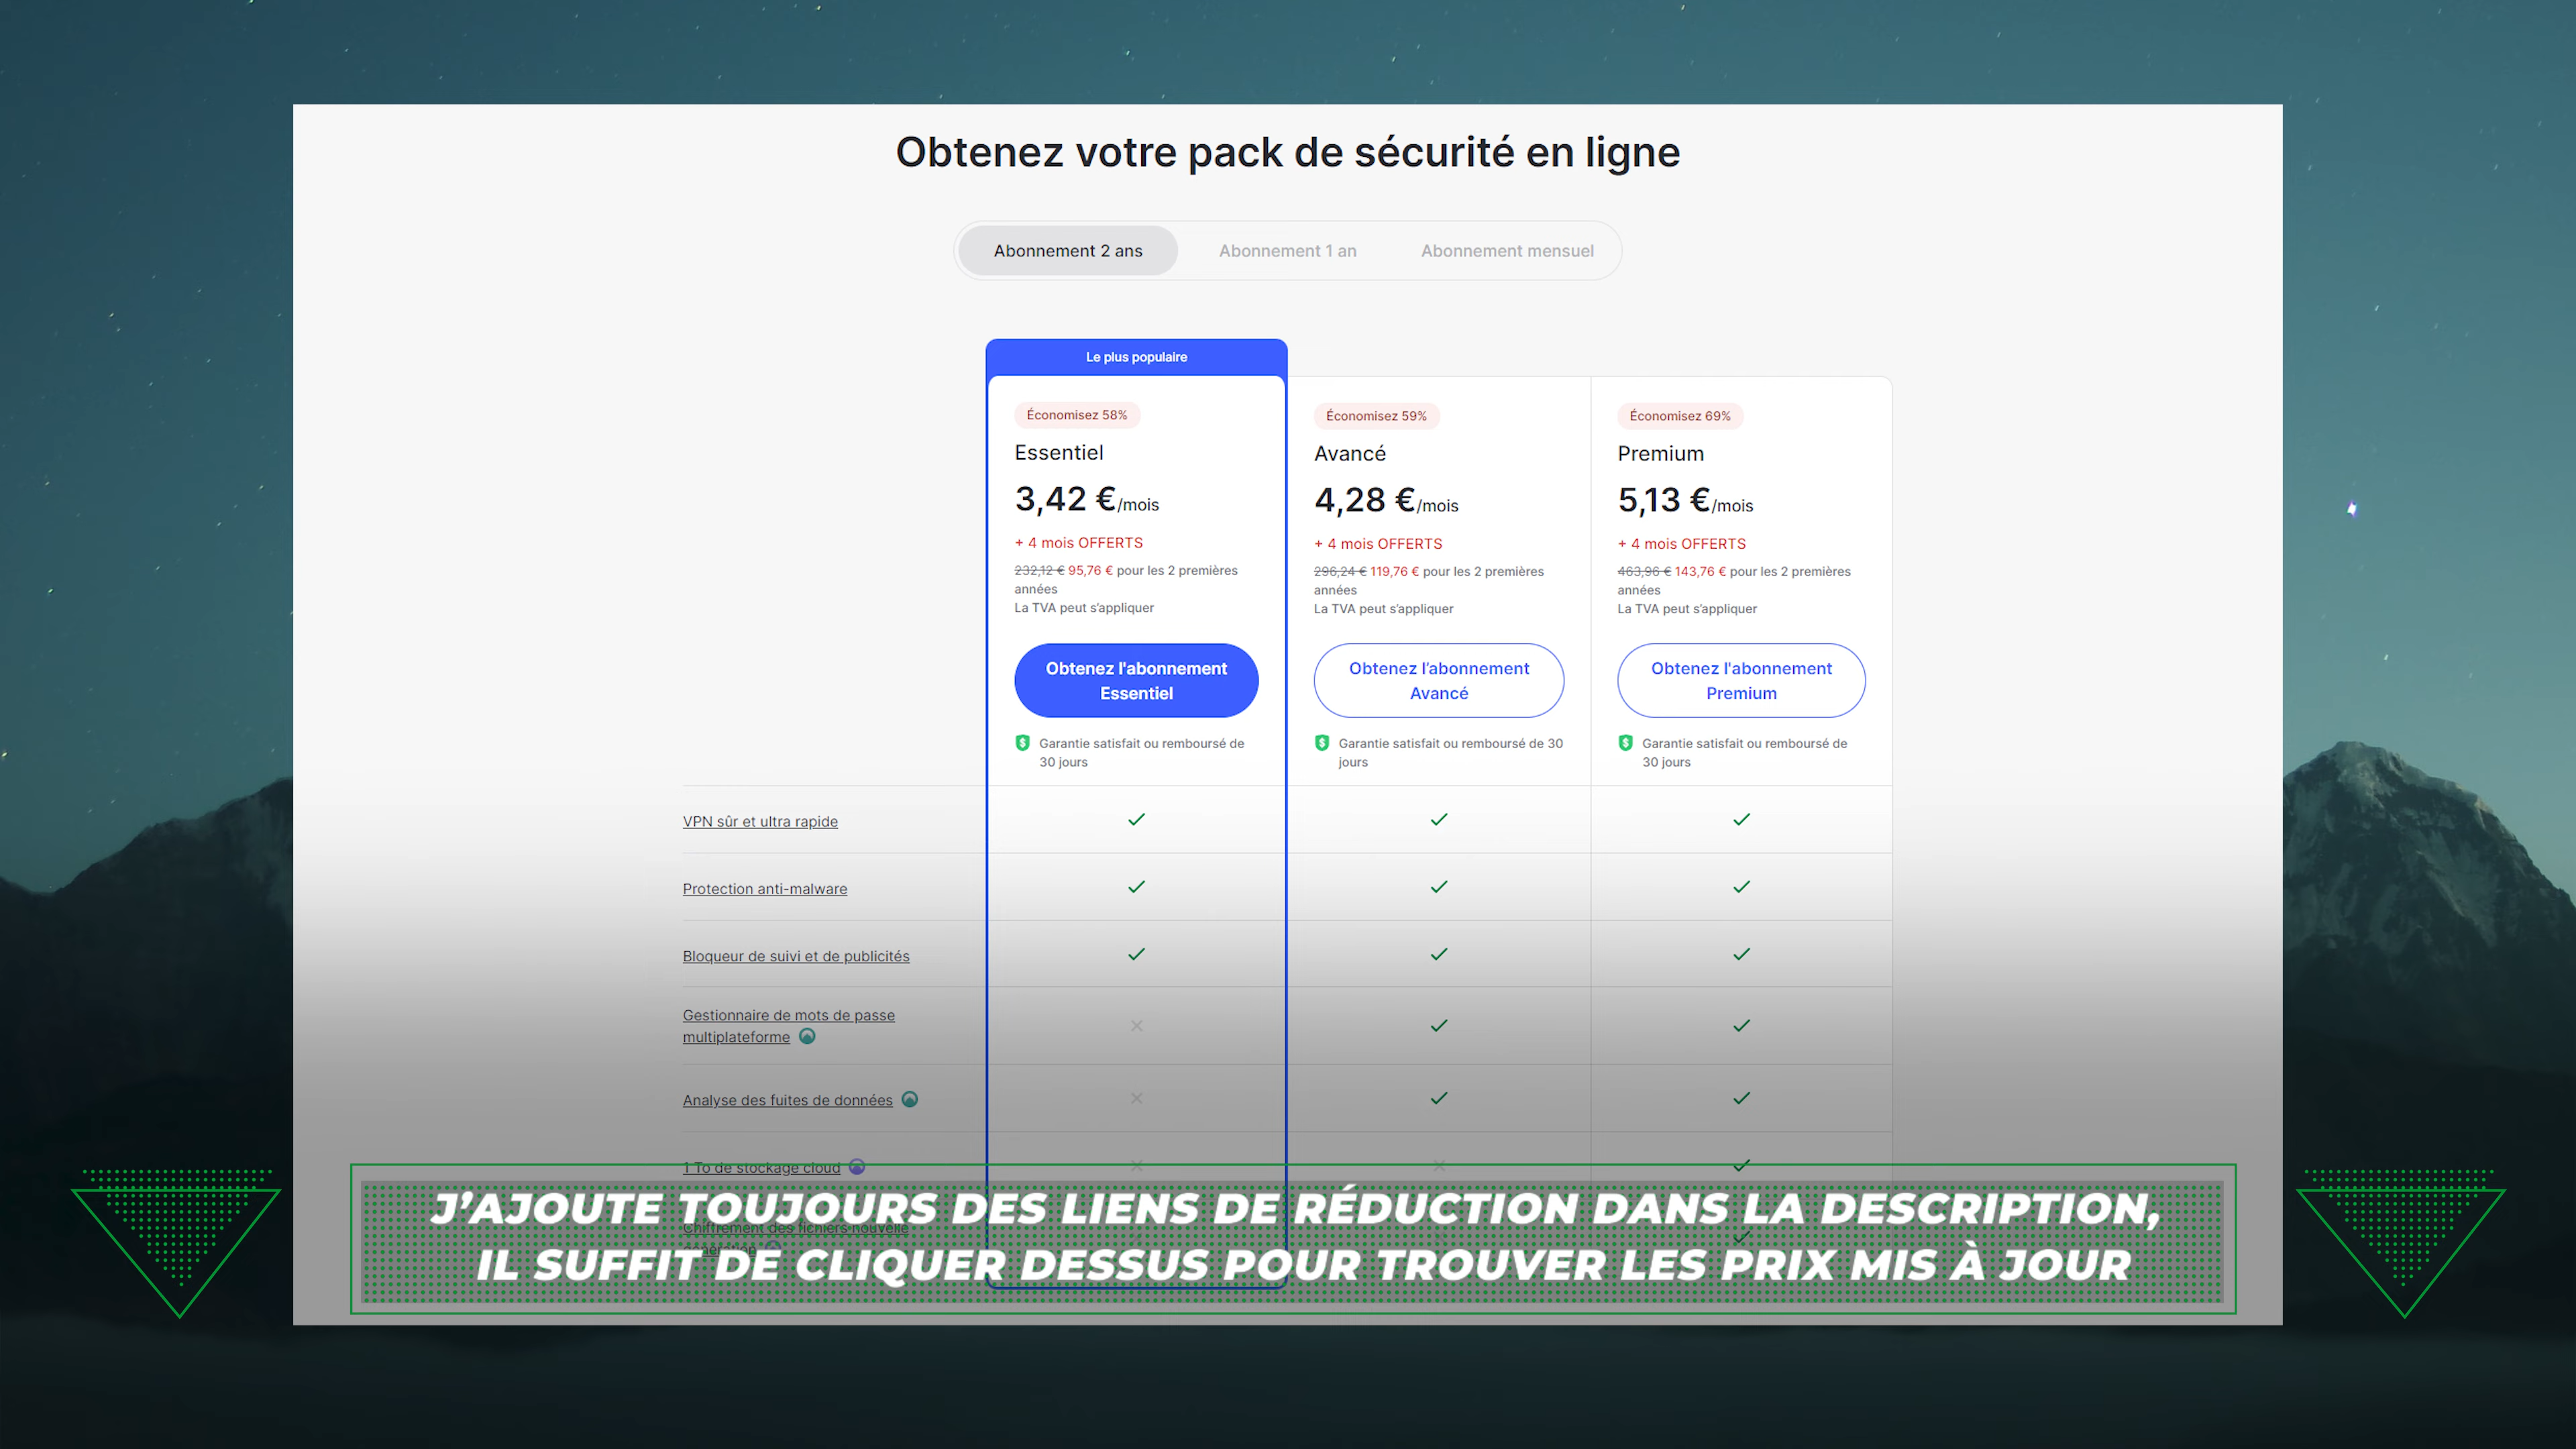 Obtenez votre pack de sécurité en ligne
Abonnement 2 ans
Abonnement 1 an
Abonnement mensuel
Le plus populaire
Économisez 58%
Essentiel
3,42 €/mois
+ 4 mois OFFERTS
232,12 € 95,76 € pour les 2 premières
années
La TVA peut s'appliquer
Obtenez l'abonnement
Essentiel
Garantie satisfait ou remboursé de
30 jours
Économisez 59%
Avancé
4,28 €/mois
+ 4 mois OFFERTS
296,24 € 119,76 € pour les 2 premières
années
La TVA peut s'appliquer
Obtenez l'abonnement
Avancé
Garantie satisfait ou remboursé de 30
jours
Économisez 69%
Premium
5,13 €/mois
+ 4 mois OFFERTS
463,96 € 143,76 € pour les 2 premières
années
La TVA peut s'appliquer
Obtenez l'abonnement
Premium
Garantie satisfait ou remboursé de
30 jours
VPN sûr et ultra rapide
Protection anti-malware
Bloqueur de suivi et de publicités
Gestionnaire de mots de passe
multiplateforme
Analyse des fuites de données
1 To de stockage cloud
Chiffrement des fichiers nouvelle
génération
J'AJOUTE TOUJOURS DES LIENS DE RÉDUCTION DANS LA DESCRIPTION,
IL SUFFIT DE CLIQUER DESSUS POUR TROUVER LES PRIX MIS À JOUR